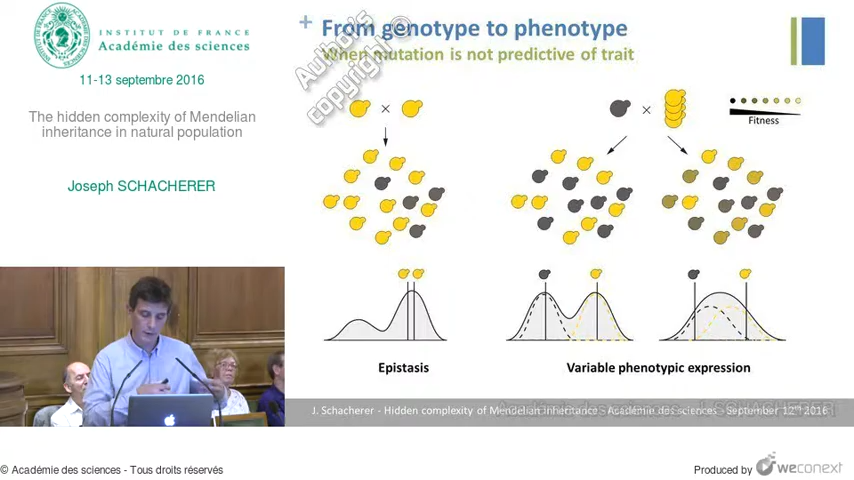 INSTITUT DE FRANCE
Académie des sciences
11-13 septembre 2016
The hidden complexity of Mendelian
inheritance in natural population
Joseph SCHACHERER
+ From genotype to phenotype
When mutation is not predictive of trait
Author's
copyright ©
×
×
Fitness
Epistasis
Variable phenotypic expression
J. Schacherer - Hidden complexity of Mendelian Inheritance - Académie des sciences - September 12th 2016
© Académie des sciences - Tous droits réservés
Produced by weconext